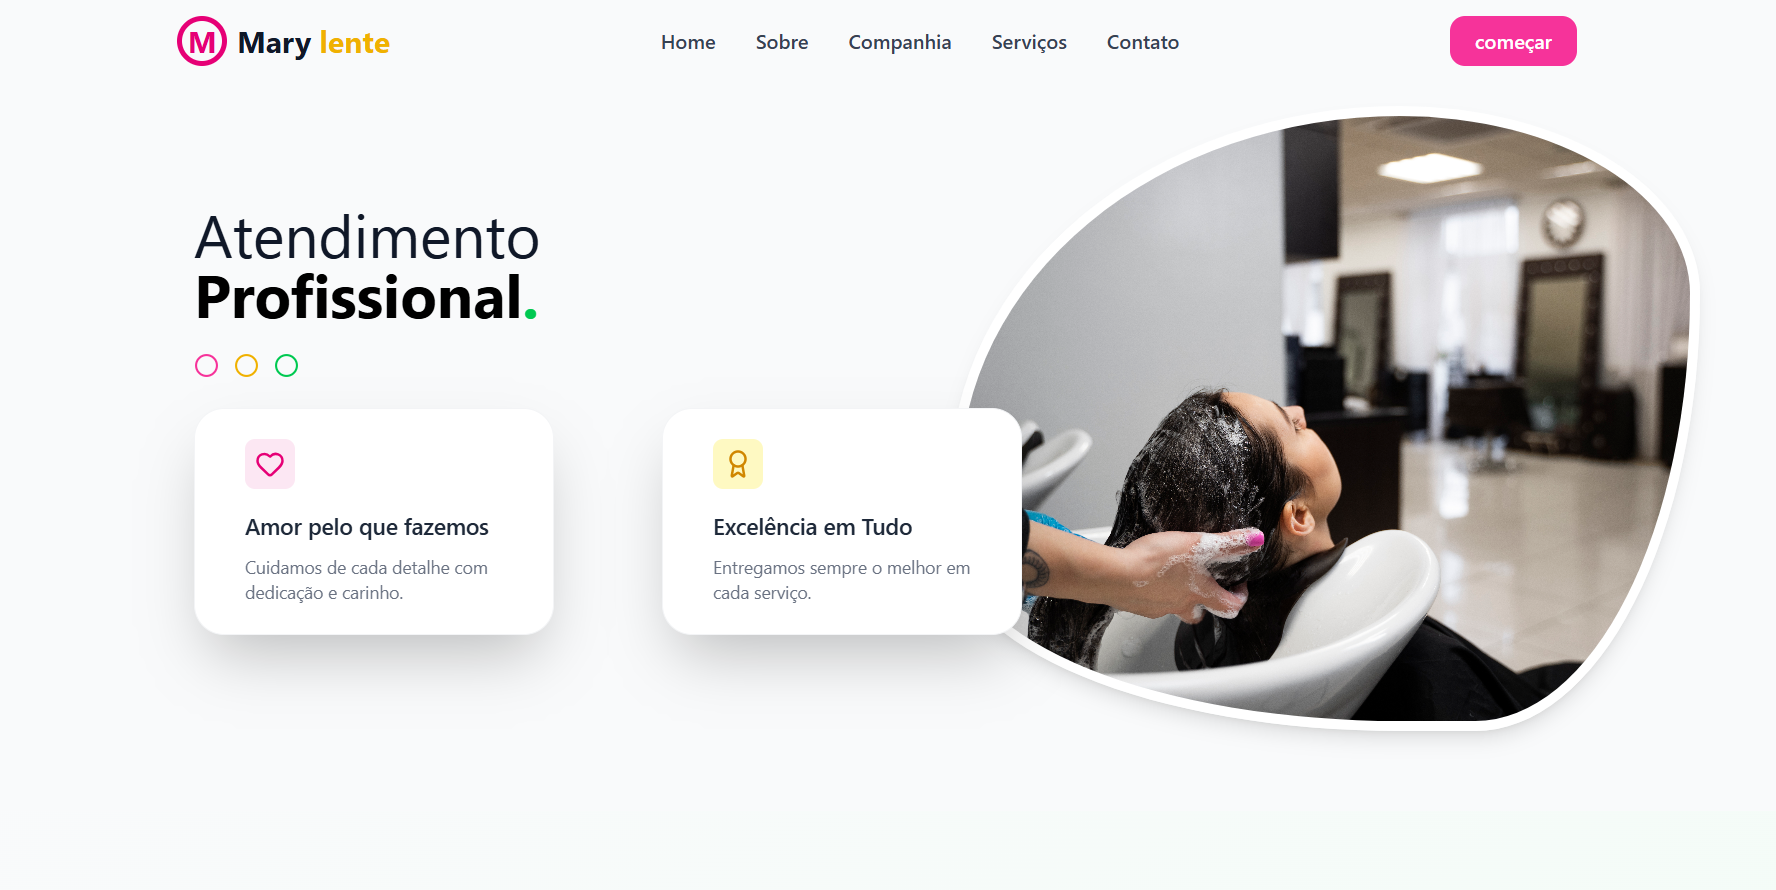 M Mary lente
Home Sobre Companhia Serviços Contato
começar
Atendimento
Profissional.
Amor pelo que fazemos
Cuidamos de cada detalhe com
dedicação e carinho.
Excelência em Tudo
Entregamos sempre o melhor em
cada serviço.